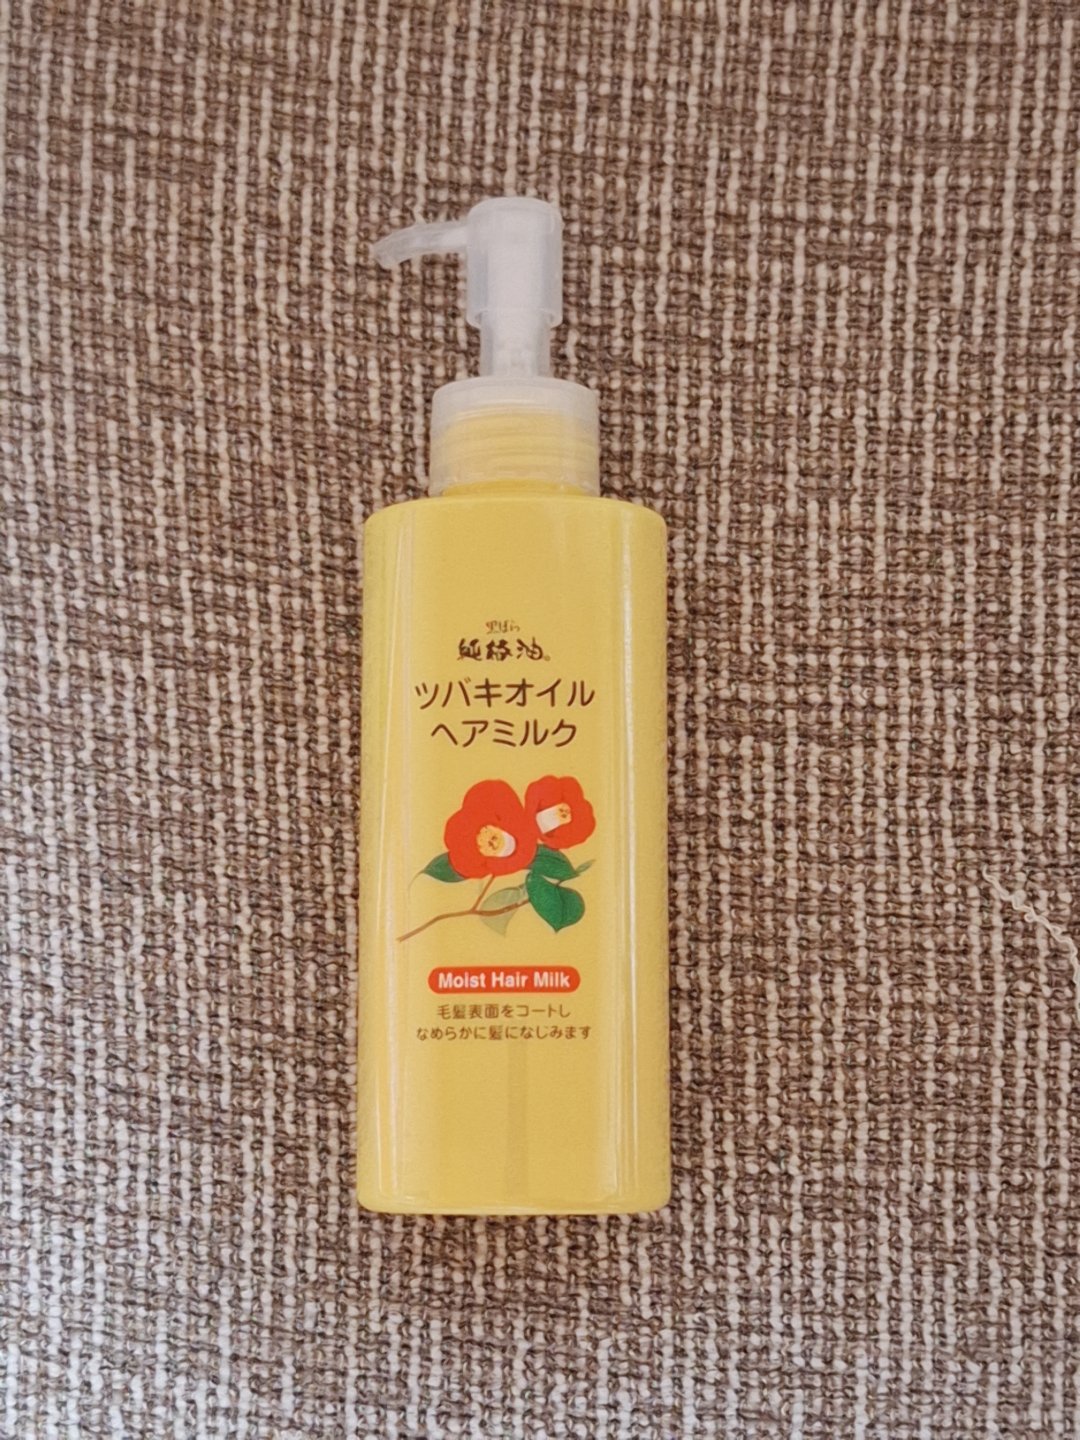 黒ばら
純椿油。
ツバキオイル
ヘアミルク
Moist Hair Milk
毛髪表面をコートし
なめらかに髪になじみます